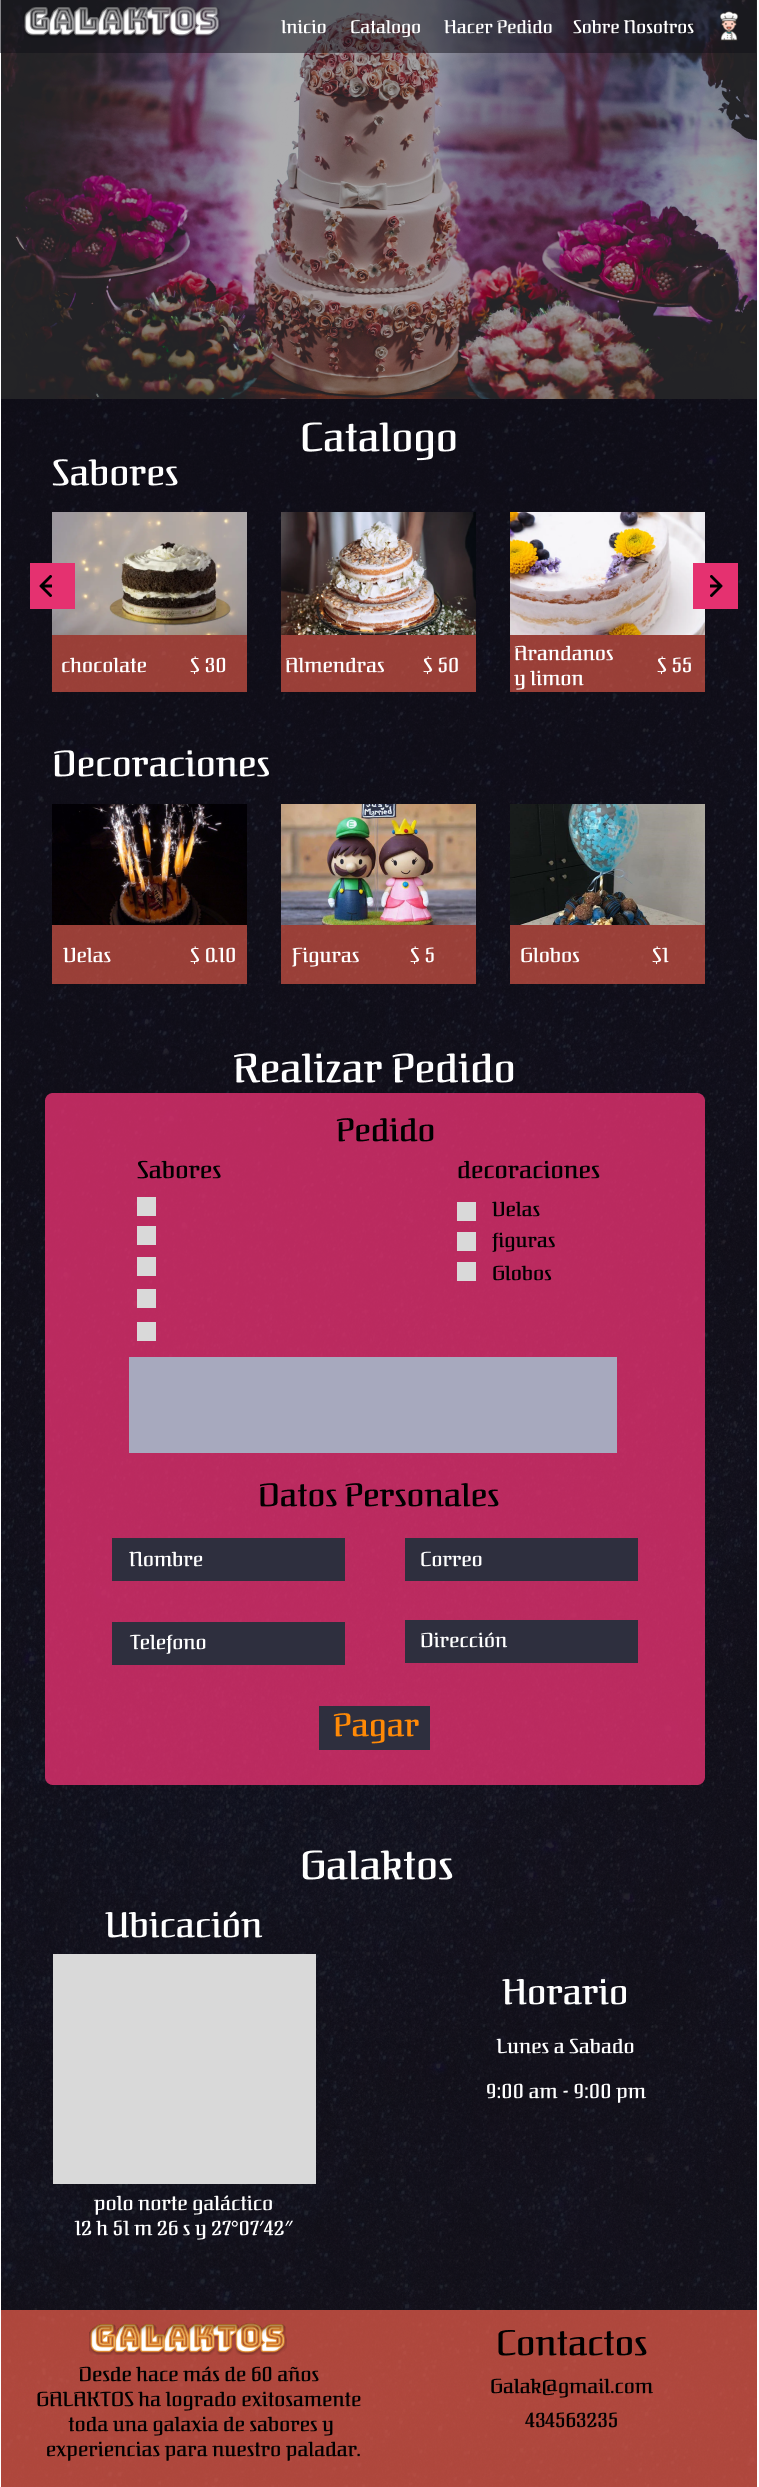 GALAKTOS
Inicio Catalogo Hacer Pedido Sobre Nosotros
Catalogo
Sabores
chocolate $ 30
Almendras $ 50
Arandanos
y limon $ 55
Decoraciones
Just
Married
Velas $ 0.10
Figuras $ 5
Globos $1
Realizar Pedido
Pedido
Sabores
decoraciones
Velas
figuras
Globos
Datos Personales
Nombre
Correo
Telefono
Dirección
Pagar
Galaktos
Ubicación
polo norte galáctico
12 h 51 m 26 s y 27°07′42″
Horario
Lunes a Sabado
9:00 am - 9:00 pm
GALAKTOS
Desde hace más de 60 años
GALAKTOS ha logrado exitosamente
toda una galaxia de sabores y
experiencias para nuestro paladar.
Contactos
Galak@gmail.com
434563235